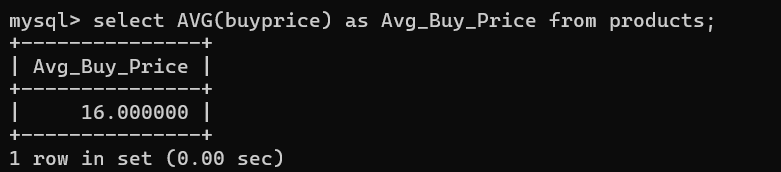 mysql> select AVG(buyprice) as Avg_Buy_Price from products;
+---------------+
| Avg_Buy_Price |
+---------------+
|     16.000000 |
+---------------+
1 row in set (0.00 sec)